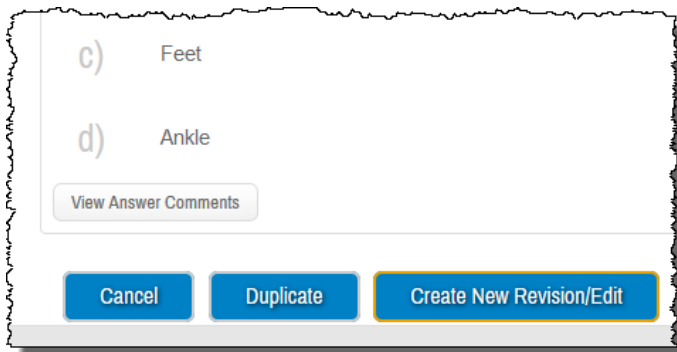 c) Feet
d) Ankle
View Answer Comments
Cancel Duplicate Create New Revision/Edit